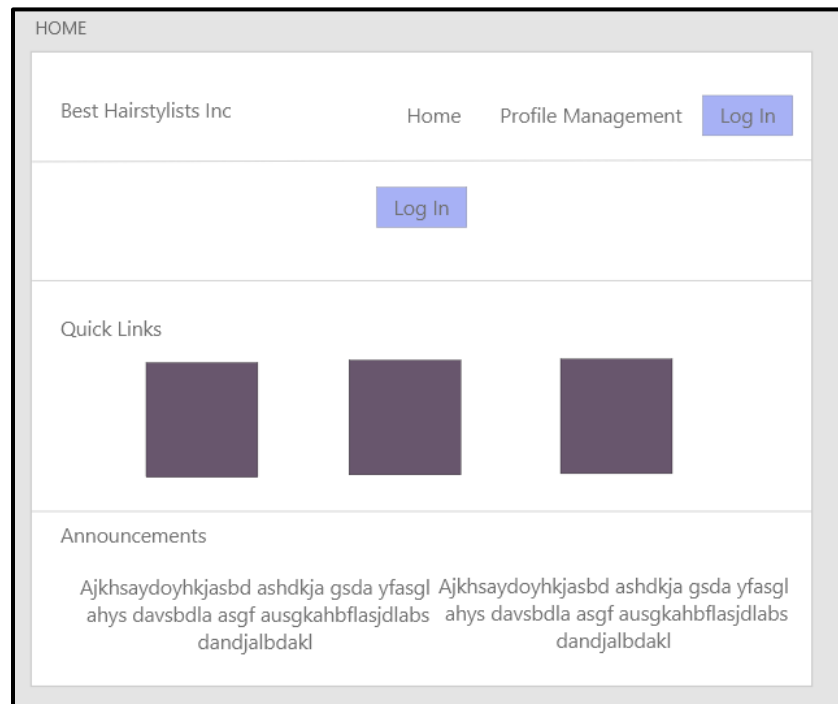 HOME
Best Hairstylists Inc
Home
Profile Management
Log In
Log In
Quick Links
Announcements
Ajkhsaydoyhkjasbd ashdkja gsda yfasgl
ahys davsbdla asgf ausgkahbflasjdlabs
dandjalbdakl
Ajkhsaydoyhkjasbd ashdkja gsda yfasgl
ahys davsbdla asgf ausgkahbflasjdlabs
dandjalbdakl